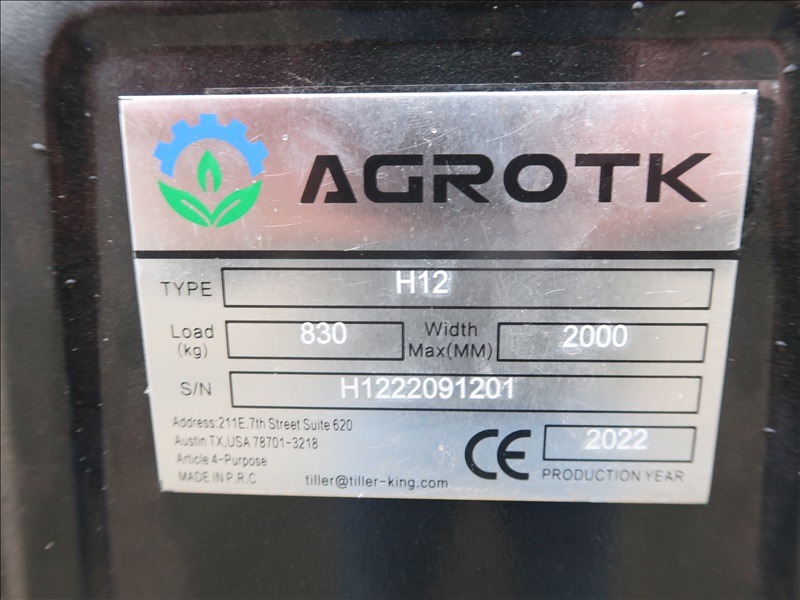 AGROTK
TYPE H12
Load (kg) 830 Width Max(MM) 2000
S/N H1222091201
Address:211E.7th Street Suite 620
Austin TX,USA 78701-3218
Article 4-Purpose
MADE IN P.R.C
tiller@tiller-king.com
CE 2022
PRODUCTION YEAR